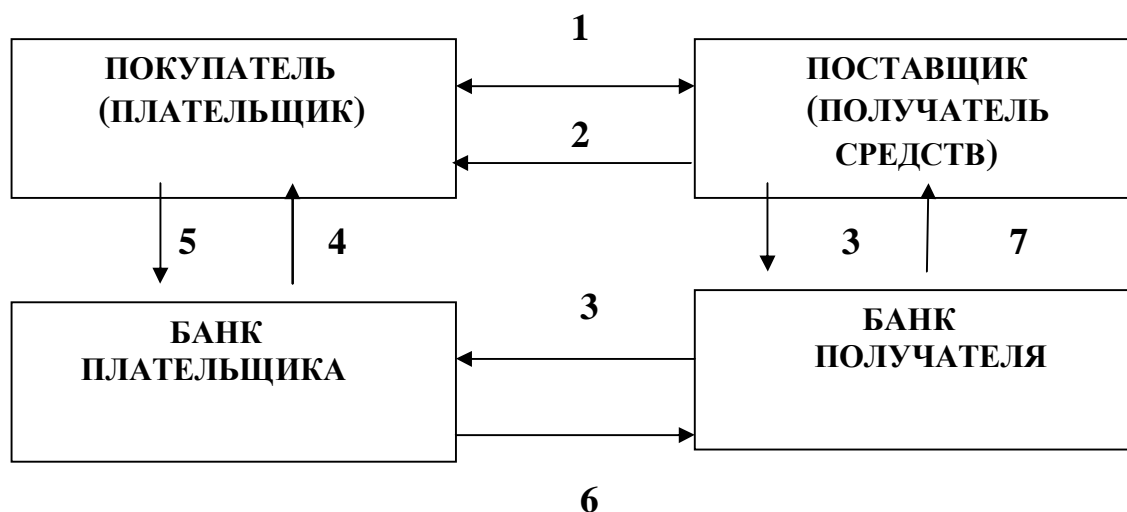 1
ПОКУПАТЕЛЬ
(ПЛАТЕЛЬЩИК)
ПОСТАВЩИК
(ПОЛУЧАТЕЛЬ
СРЕДСТВ)
2
5
4
3
7
3
БАНК
ПЛАТЕЛЬЩИКА
БАНК
ПОЛУЧАТЕЛЯ
6